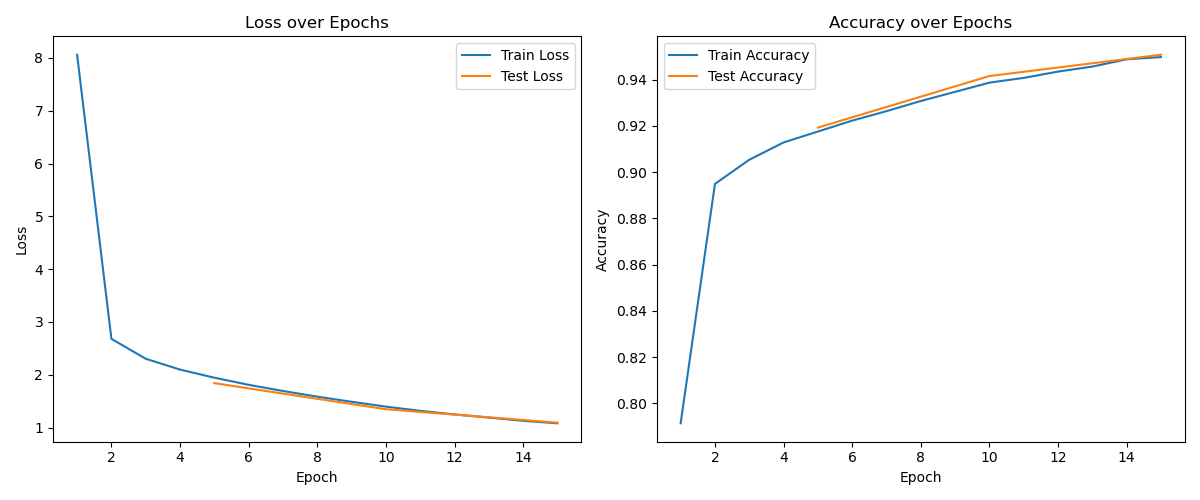 Loss over Epochs
Train Loss
Test Loss
8
7
6
5
4
3
2
1
Loss
2 4 6 8 10 12 14
Epoch
Accuracy over Epochs
Train Accuracy
Test Accuracy
0.94
0.92
0.90
0.88
0.86
0.84
0.82
0.80
Accuracy
2 4 6 8 10 12 14
Epoch